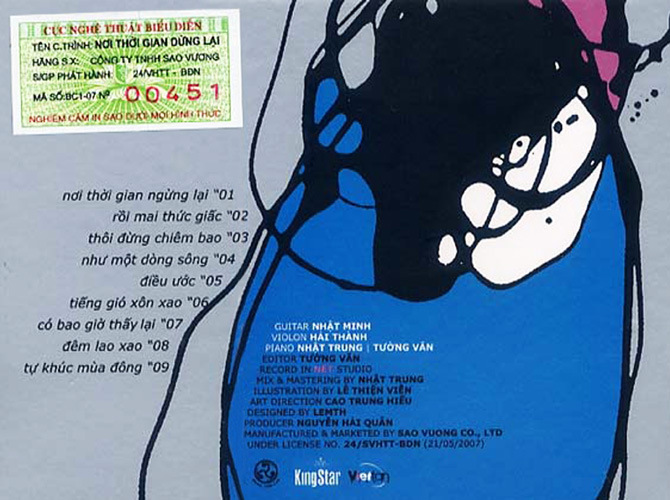 CỤC NGHỆ THUẬT BIỂU DIỄN
TÊN C.TRÌNH: NƠI THỜI GIAN DỪNG LẠI
HÃNG SX: CÔNG TY TNHH SAO VƯƠNG
S/GP PHÁT HÀNH: 24/VHTT - BDN
MÃ SỐ:BC1-07.Nº 00451
NGHIÊM CẤM IN SAO DƯỚI MỌI HÌNH THỨC
nơi thời gian ngừng lại "01
rồi mai thức giấc "02
thôi đừng chiêm bao "03
như một dòng sông "04
điều ước "05
tiếng gió xôn xao "06
có bao giờ thấy lại "07
đêm lao xao "08
tự khúc mùa đông "09
GUITAR NHẬT MINH
VIOLON HẢI THÀNH
PIANO NHẬT TRUNG | TƯỜNG VĂN
EDITOR TƯỜNG VĂN
RECORD IN NET STUDIO
MIX & MASTERING BY NHẬT TRUNG
ILLUSTRATION BY LÊ THIẾT VIÊN
ART DIRECTION CAO TRUNG HIẾU
DESIGNED BY LEMTH
PRODUCER NGUYỄN HẢI QUÂN
MANUFACTURED & MARKETED BY SAO VUONG CO., LTD
UNDER LICENSE NO. 24/SVHTT-BDN (21/05/2007)
KingStar